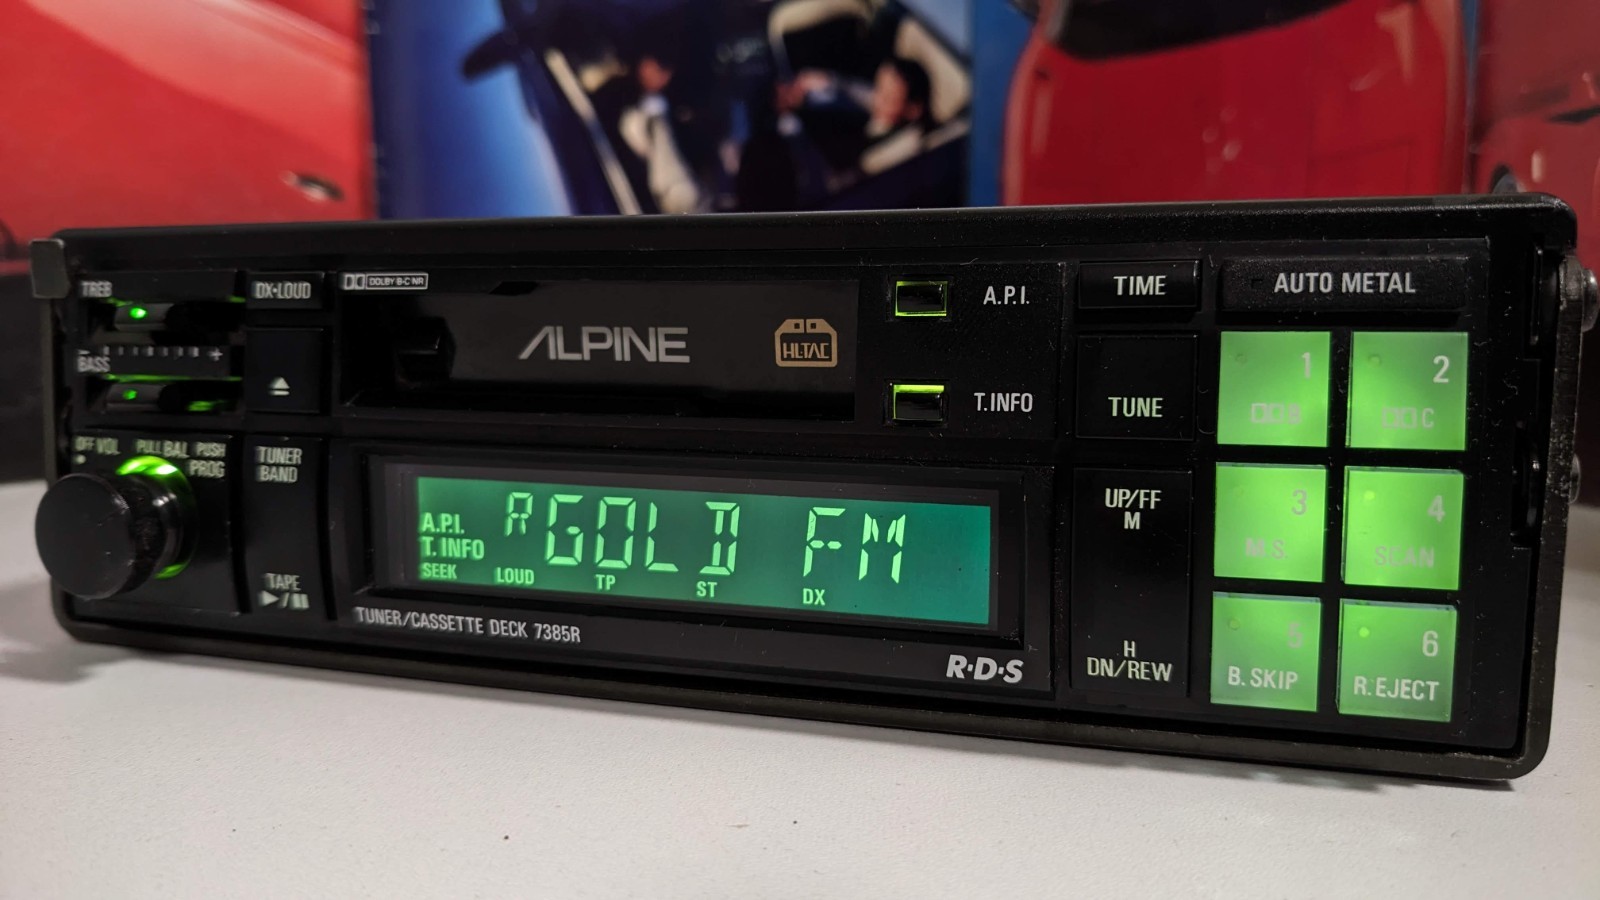 TREB
- +
BASS
OFF VOL PULL BAL PUSH PROG
DX·LOUD
TUNER
BAND
TAPE
DOLBY B·C NR
ALPINE
HL-TAC
A.P.I.
T.INFO
A.P.I.
T.INFO
SEEK
R GOLD FM
LOUD TP ST DX
TUNER/CASSETTE DECK 7385R
R·D·S
TIME
TUNE
UP/FF
M
H
DN/REW
AUTO METAL
1
B
2
C
3
M.S.
4
SCAN
5
B.SKIP
6
R.EJECT